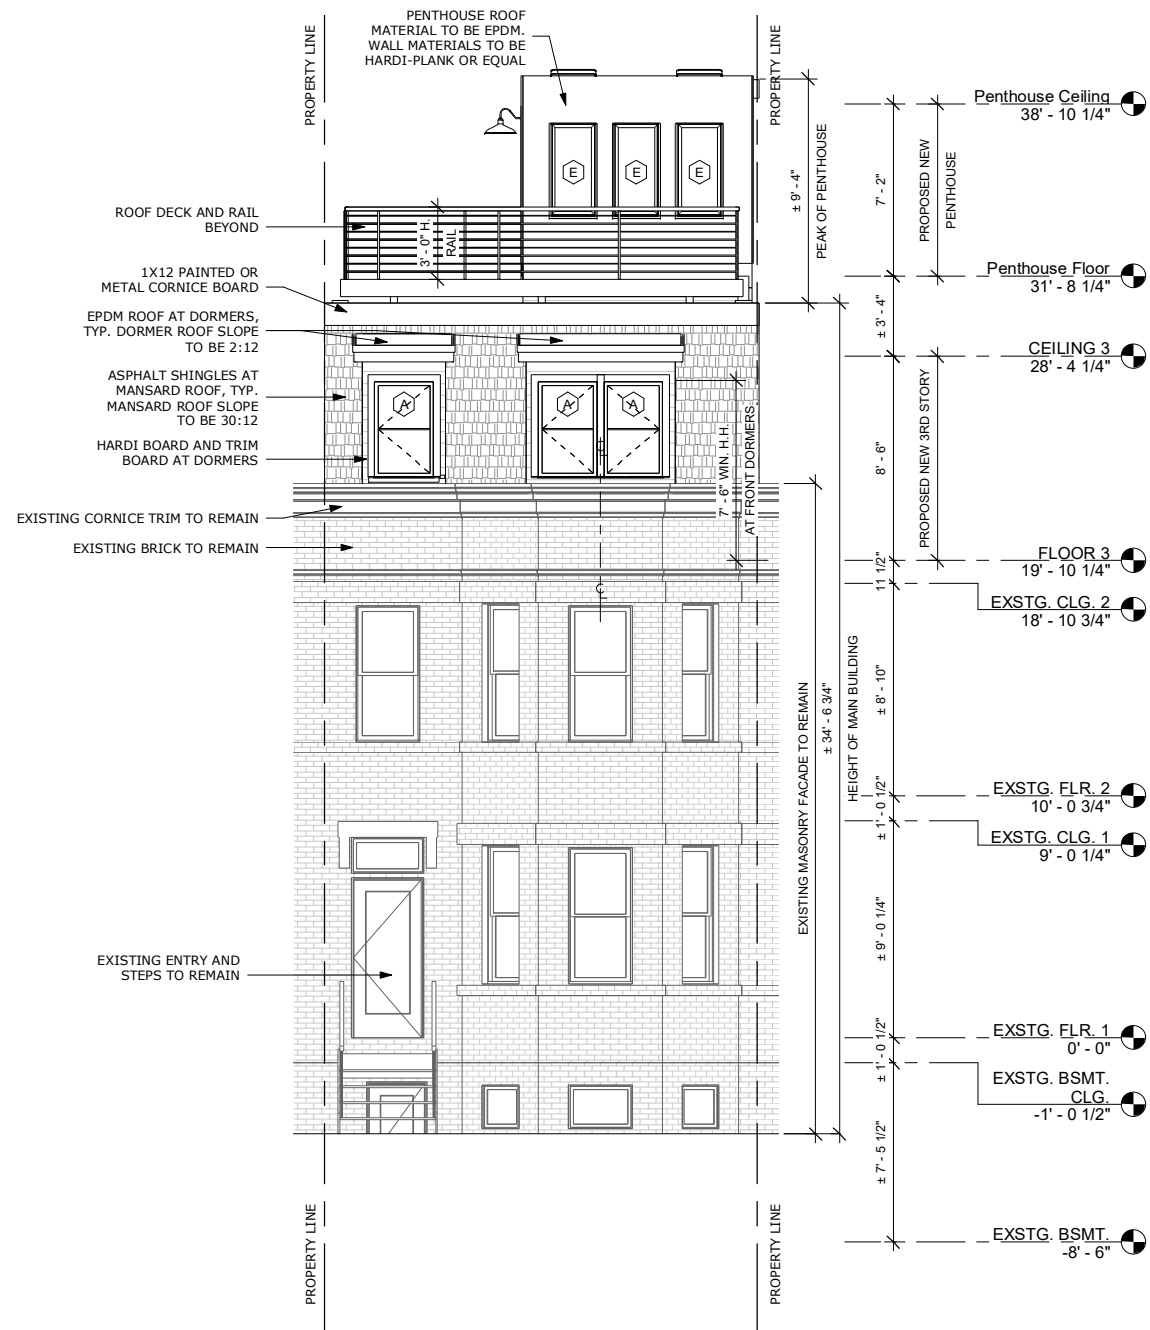 PENTHOUSE ROOF
MATERIAL TO BE EPDM.
WALL MATERIALS TO BE
HARDI-PLANK OR EQUAL
PROPERTY LINE
PROPERTY LINE
ROOF DECK AND RAIL
BEYOND
1X12 PAINTED OR
METAL CORNICE BOARD
EPDM ROOF AT DORMERS,
TYP. DORMER ROOF SLOPE
TO BE 2:12
ASPHALT SHINGLES AT
MANSARD ROOF, TYP.
MANSARD ROOF SLOPE
TO BE 30:12
HARDI BOARD AND TRIM
BOARD AT DORMERS
EXISTING CORNICE TRIM TO REMAIN
EXISTING BRICK TO REMAIN
EXISTING ENTRY AND
STEPS TO REMAIN
E
E
E
3' - 0" H.
RAIL
A
A
A
7' - 6" WIN. H.H.
AT FRONT DORMERS
± 9' - 4"
PEAK OF PENTHOUSE
EXISTING MASONRY FACADE TO REMAIN
± 34' - 6 3/4"
HEIGHT OF MAIN BUILDING
7' - 2"
PROPOSED NEW
PENTHOUSE
± 3' - 4"
8' - 6"
PROPOSED NEW 3RD STORY
11 1/2"
± 8' - 10"
± 1' - 0 1/2"
± 9' - 0 1/4"
± 1' - 0 1/2"
± 7' - 5 1/2"
Penthouse Ceiling
38' - 10 1/4"
Penthouse Floor
31' - 8 1/4"
CEILING 3
28' - 4 1/4"
FLOOR 3
19' - 10 1/4"
EXSTG. CLG. 2
18' - 10 3/4"
EXSTG. FLR. 2
10' - 0 3/4"
EXSTG. CLG. 1
9' - 0 1/4"
EXSTG. FLR. 1
0' - 0"
EXSTG. BSMT.
CLG.
-1' - 0 1/2"
EXSTG. BSMT.
-8' - 6"
PROPERTY LINE
PROPERTY LINE